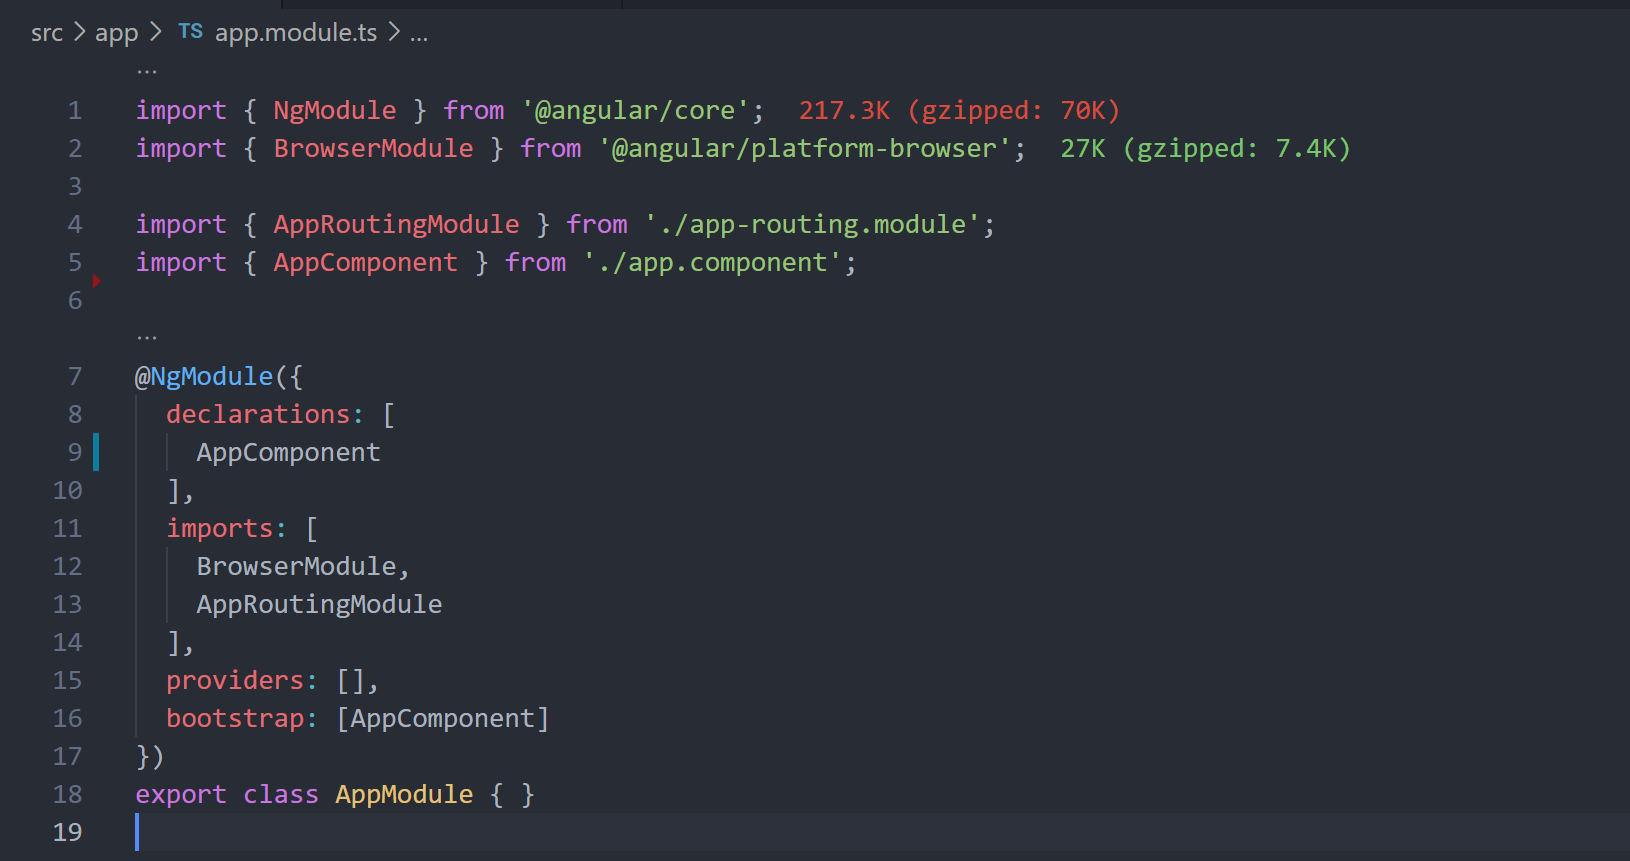 src > app > TS app.module.ts > ...
...
1 import { NgModule } from '@angular/core'; 217.3K (gzipped: 70K)
2 import { BrowserModule } from '@angular/platform-browser'; 27K (gzipped: 7.4K)
3
4 import { AppRoutingModule } from './app-routing.module';
5 import { AppComponent } from './app.component';
6
...
7 @NgModule({
8   declarations: [
9     AppComponent
10   ],
11   imports: [
12     BrowserModule,
13     AppRoutingModule
14   ],
15   providers: [],
16   bootstrap: [AppComponent]
17 })
18 export class AppModule { }
19